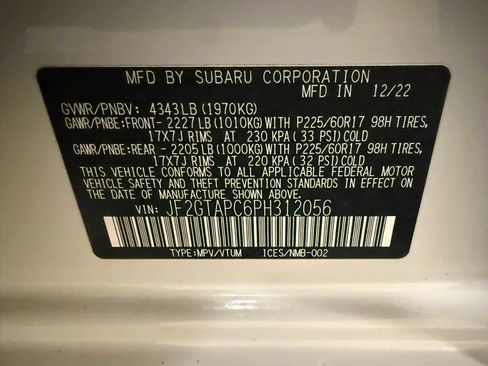 MFD BY SUBARU CORPORATION
MFD IN 12/22
GVWR/PNBV: 4343LB(1970KG)
GAWR/PNBE:FRONT-2227LB(1010KG)WITH P225/60R17 98H TIRES,
17X7J RIMS AT 230 KPA(33 PSI)COLD
GAWR/PNBE:REAR -2205LB(1000KG)WITH P225/60R17 98H TIRES,
17X7J RIMS AT 220 KPA(32 PSI)COLD
THIS VEHICLE CONFORMS TO ALL APPLICABLE FEDERAL MOTOR
VEHICLE SAFETY AND BUMPER STANDARDS IN EFFECT ON
THE DATE OF MANUFACTURE SHOWN ABOVE.
VIN: JF2GTAPC6PH312056
TYPE:MPV/VTUM ICES/NMB-002